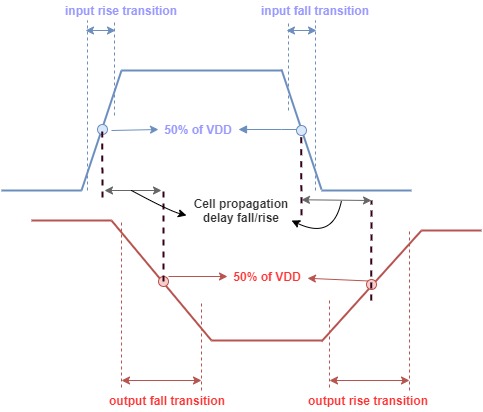 input rise transition
input fall transition
50% of VDD
Cell propagation
delay fall/rise
50% of VDD
output fall transition
output rise transition